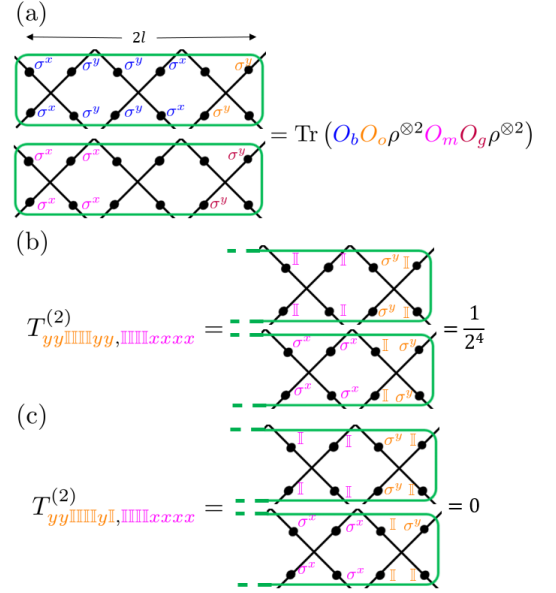 (a)
2l
σ^x σ^y σ^y σ^x σ^y
σ^x σ^y σ^y σ^x σ^y
= Tr (O_b O_o ρ^{⊗2} O_m O_g ρ^{⊗2})
σ^x σ^x σ^y
σ^x σ^x σ^y
(b)
𝕀 𝕀 σ^y 𝕀
𝕀 𝕀 σ^y 𝕀
T^{(2)}_{yy𝕀𝕀𝕀𝕀yy,𝕀𝕀𝕀𝕀xxxx} = = 1/2^4
σ^x σ^x 𝕀 σ^y
σ^x σ^x 𝕀 σ^y
(c)
𝕀 𝕀 σ^y 𝕀
𝕀 𝕀 σ^y 𝕀
T^{(2)}_{yy𝕀𝕀𝕀𝕀y𝕀,𝕀𝕀𝕀𝕀xxxx} = = 0
σ^x σ^x 𝕀 σ^y
σ^x σ^x 𝕀 𝕀